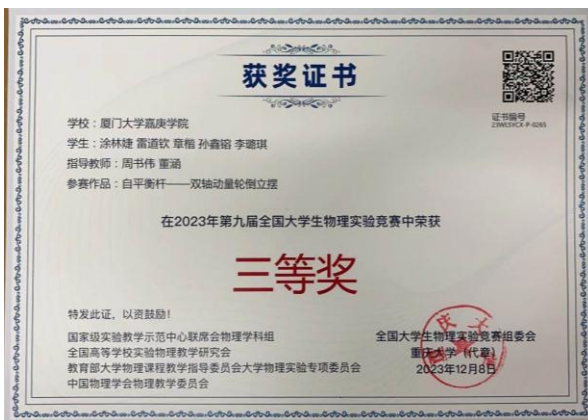 获奖证书
证书编号
23WLSYCX-P-0265
学校：厦门大学嘉庚学院
学生：涂林婕 雷道钦 章楷 孙鑫镕 李璐琪
指导教师：周书伟 董涵
参赛作品：自平衡杆——双轴动量轮倒立摆
在2023年第九届全国大学生物理实验竞赛中荣获
三等奖
特发此证，以资鼓励！
国家级实验教学示范中心联席会物理学科组
全国高等学校实验物理教学研究会
教育部大学物理课程教学指导委员会大学物理实验专项委员会
中国物理学会物理教学委员会
全国大学生物理实验竞赛组委会
重庆大学（代章）
2023年12月8日